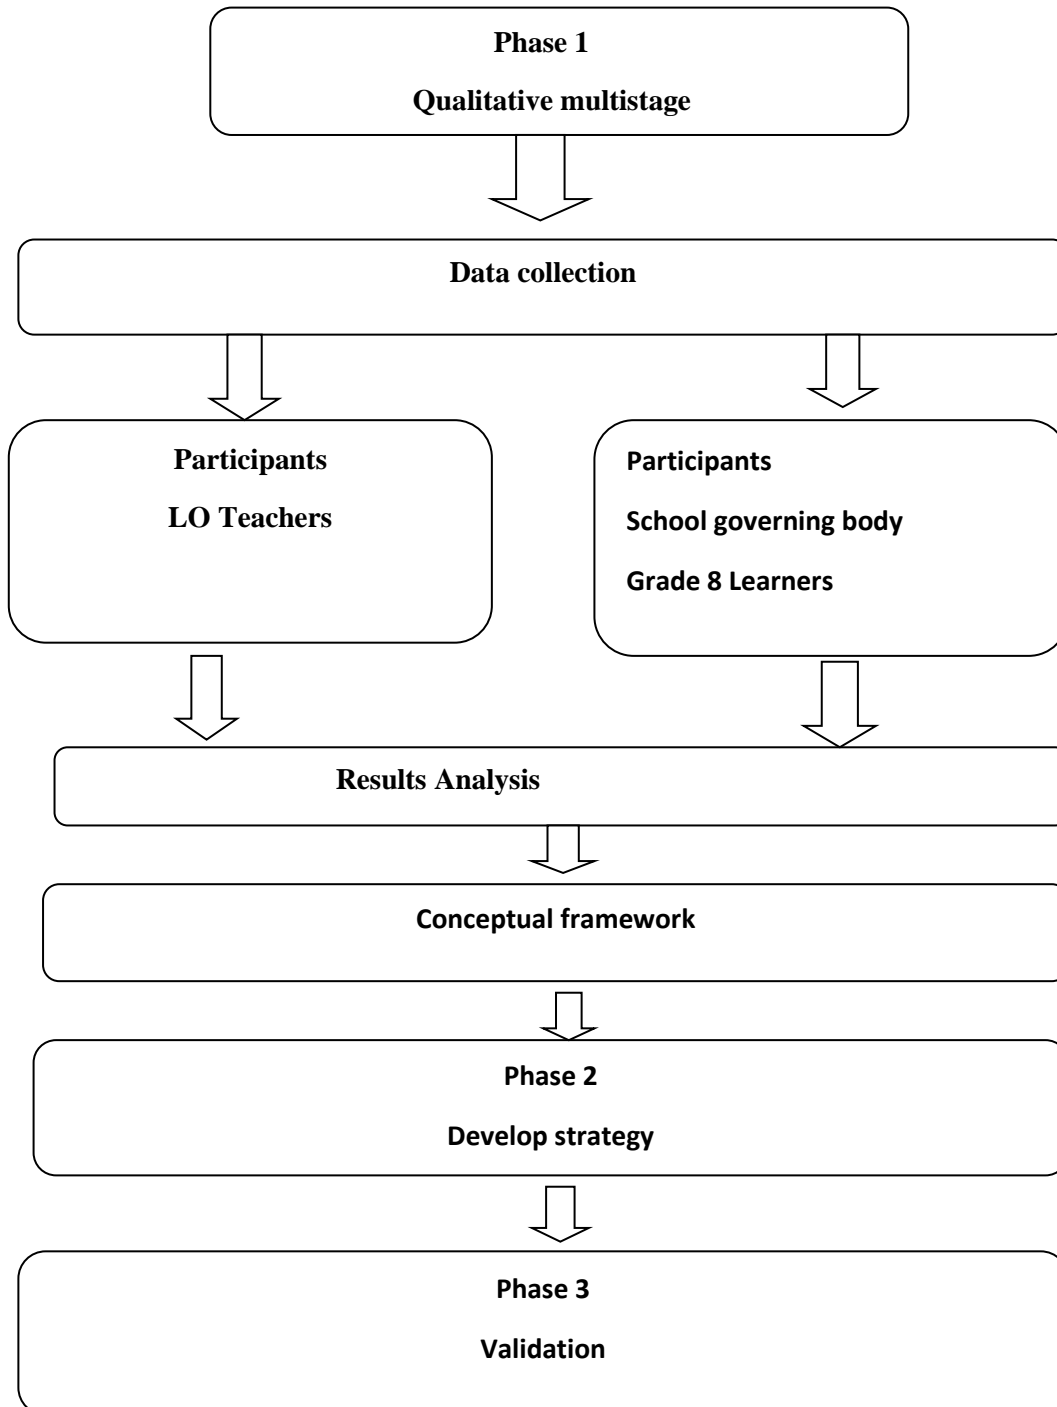 Phase 1
Qualitative multistage
Data collection
Participants
LO Teachers
Participants
School governing body
Grade 8 Learners
Results Analysis
Conceptual framework
Phase 2
Develop strategy
Phase 3
Validation